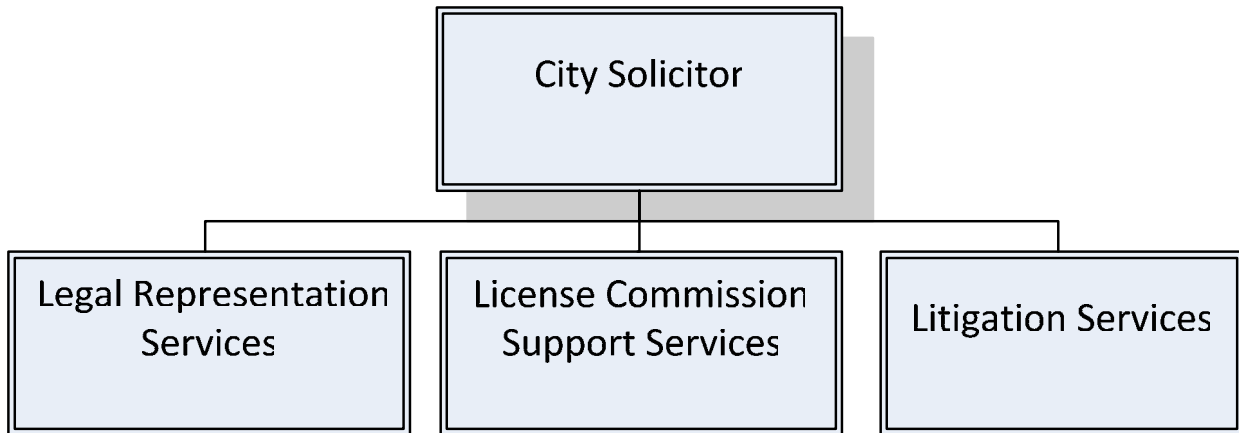 City Solicitor
Legal Representation
Services
License Commission
Support Services
Litigation Services